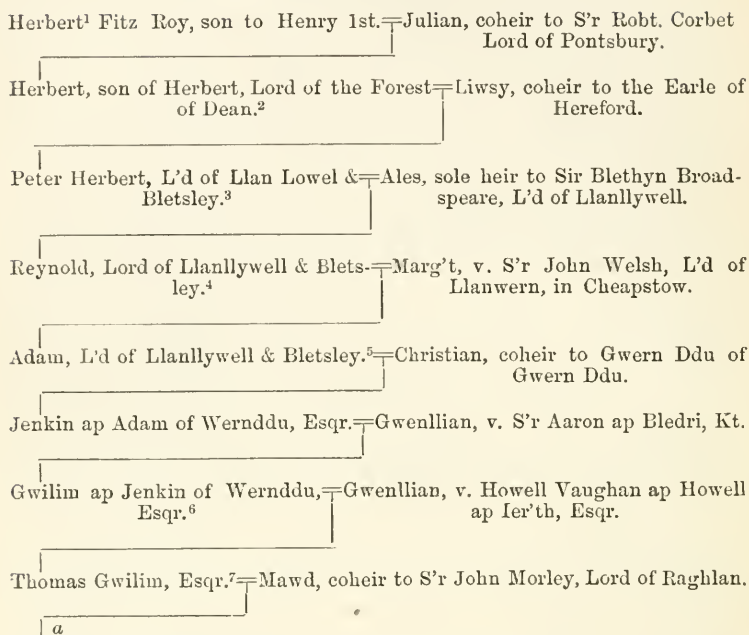 Herbert¹ Fitz Roy, son to Henry 1st.=Julian, coheir to S'r Robt. Corbet
Lord of Pontsbury.
Herbert, son of Herbert, Lord of the Forest=Liwsy, coheir to the Earle of
of Dean.² Hereford.
Peter Herbert, L'd of Llan Lowel &=Ales, sole heir to Sir Blethyn Broad-
Bletsley.³ speare, L'd of Llanllywell.
Reynold, Lord of Llanllywell & Blets-=Marg't, v. S'r John Welsh, L'd of
ley.⁴ Llanwern, in Cheapstow.
Adam, L'd of Llanllywell & Bletsley.⁵=Christian, coheir to Gwern Ddu of
Gwern Ddu.
Jenkin ap Adam of Wernddu, Esqr.=Gwenllian, v. S'r Aaron ap Bledri, Kt.
Gwilim ap Jenkin of Wernddu,=Gwenllian, v. Howell Vaughan ap Howell
Esqr.⁶ ap Ier'th, Esqr.
Thomas Gwilim, Esqr.⁷=Mawd, coheir to S'r John Morley, Lord of Raghlan.
a